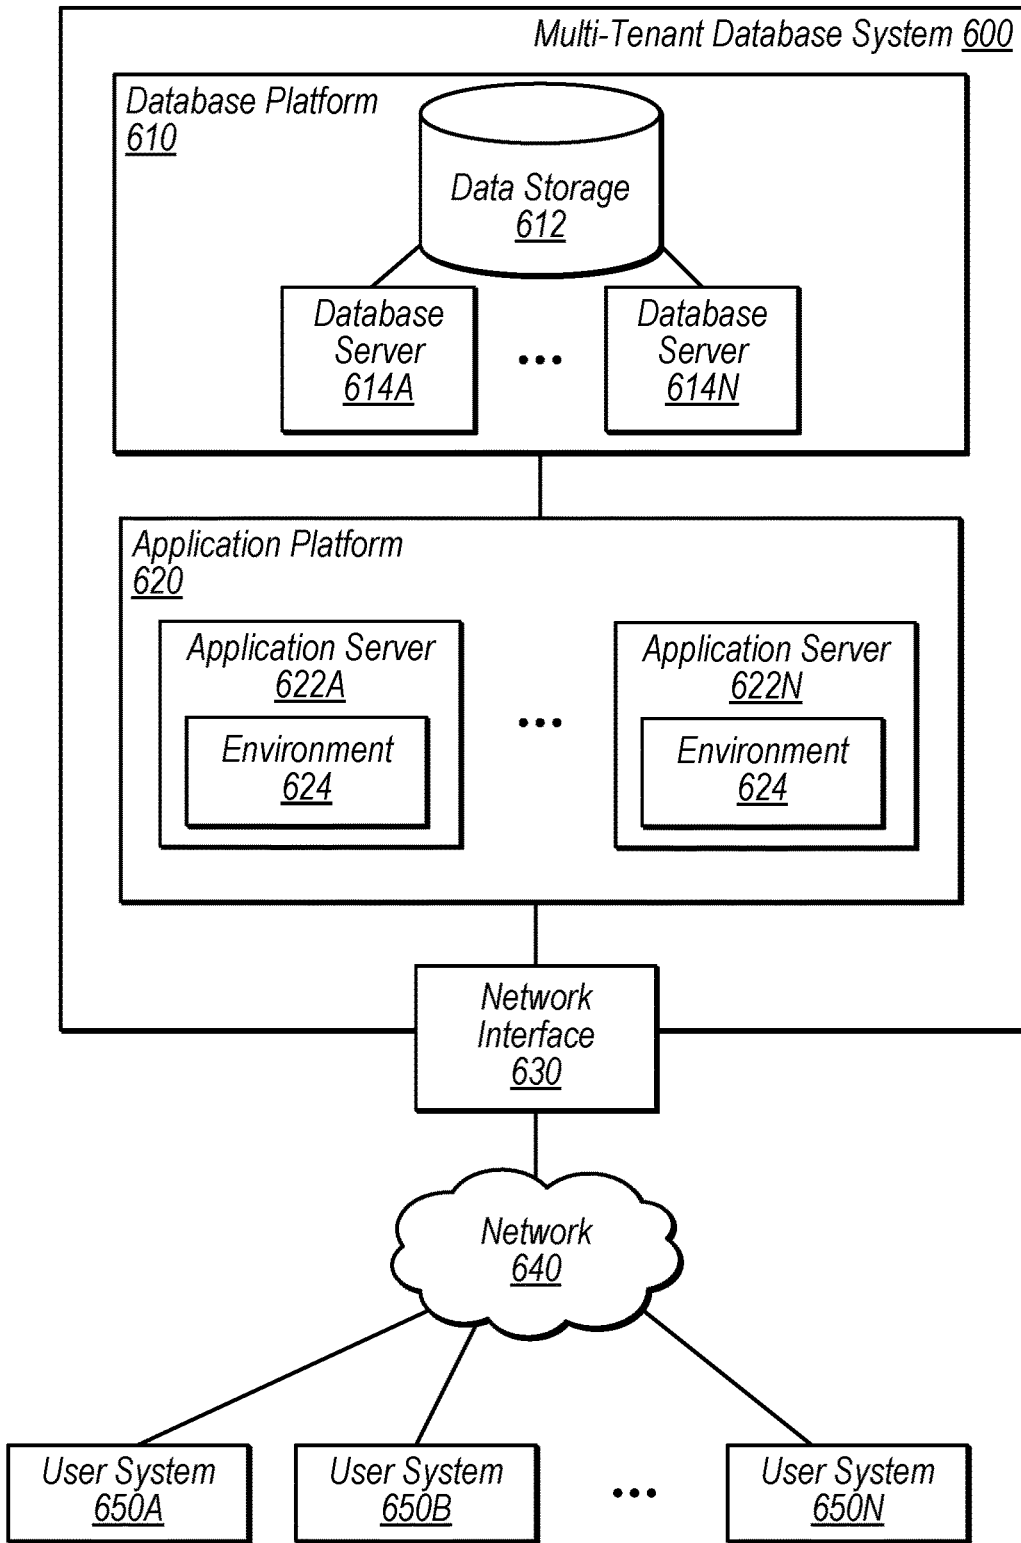 Multi-Tenant Database System 600
Database Platform
610
Data Storage
612
Database
Server
614A
...
Database
Server
614N
Application Platform
620
Application Server
622A
Environment
624
...
Application Server
622N
Environment
624
Network
Interface
630
Network
640
User System
650A
User System
650B
...
User System
650N